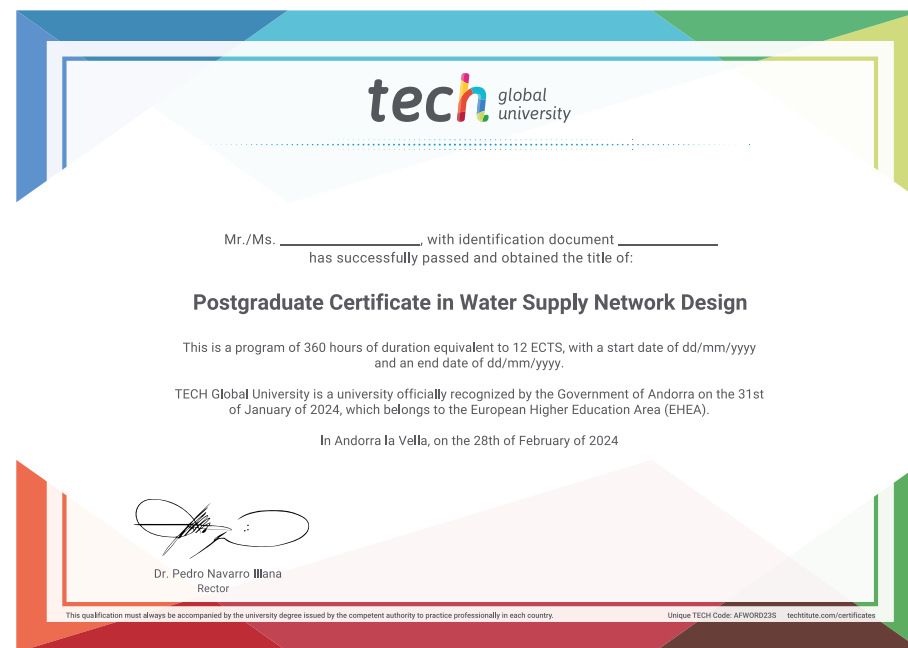 tech global university
Mr./Ms. ____________, with identification document ____________
has successfully passed and obtained the title of:
Postgraduate Certificate in Water Supply Network Design
This is a program of 360 hours of duration equivalent to 12 ECTS, with a start date of dd/mm/yyyy
and an end date of dd/mm/yyyy.
TECH Global University is a university officially recognized by the Government of Andorra on the 31st
of January of 2024, which belongs to the European Higher Education Area (EHEA).
In Andorra la Vella, on the 28th of February of 2024
Dr. Pedro Navarro Illana
Rector
This qualification must always be accompanied by the university degree issued by the competent authority to practice professionally in each country.
Unique TECH Code: AFWORD23S techtitute.com/certificates